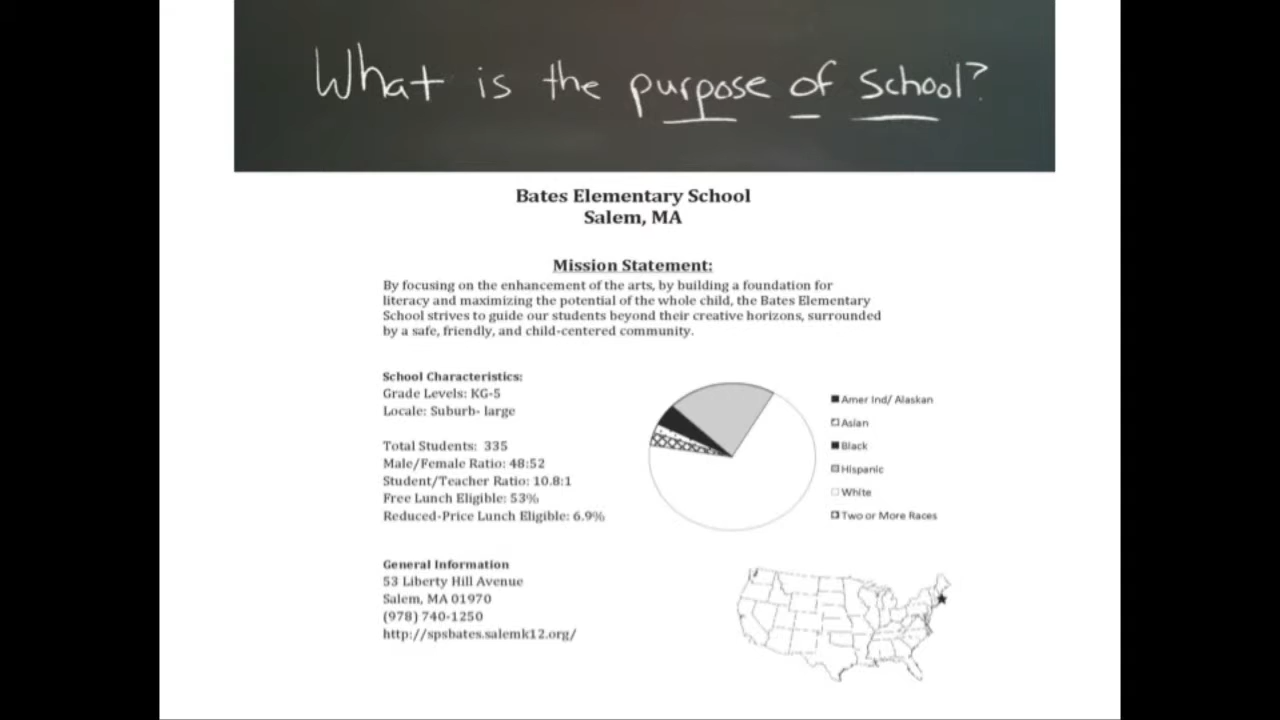 What is the purpose of school?
Bates Elementary School
Salem, MA
Mission Statement:
By focusing on the enhancement of the arts, by building a foundation for
literacy and maximizing the potential of the whole child, the Bates Elementary
School strives to guide our students beyond their creative horizons, surrounded
by a safe, friendly, and child-centered community.
School Characteristics:
Grade Levels: KG-5
Locale: Suburb- large
Total Students: 335
Male/Female Ratio: 48:52
Student/Teacher Ratio: 10.8:1
Free Lunch Eligible: 53%
Reduced-Price Lunch Eligible: 6.9%
Amer Ind/ Alaskan
Asian
Black
Hispanic
White
Two or More Races
General Information
53 Liberty Hill Avenue
Salem, MA 01970
(978) 740-1250
http://spsbates.salemk12.org/